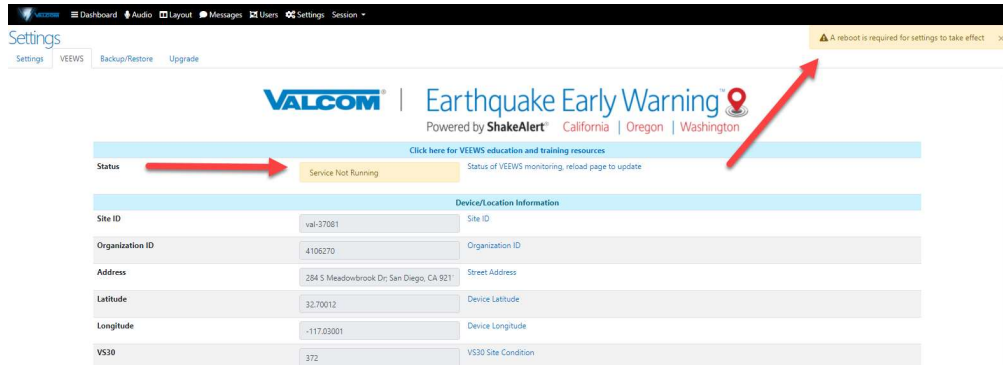 VALCOM Dashboard Audio Layout Messages Users Settings Session
Settings
A reboot is required for settings to take effect ×
Settings VEEWS Backup/Restore Upgrade
VALCOM® | Earthquake Early Warning™
Powered by ShakeAlert® California | Oregon | Washington
Click here for VEEWS education and training resources
Status Service Not Running Status of VEEWS monitoring, reload page to update
Device/Location Information
Site ID val-37081 Site ID
Organization ID 4106270 Organization ID
Address 284 S Meadowbrook Dr; San Diego, CA 921 Street Address
Latitude 32.70012 Device Latitude
Longitude -117.03001 Device Longitude
VS30 372 VS30 Site Condition